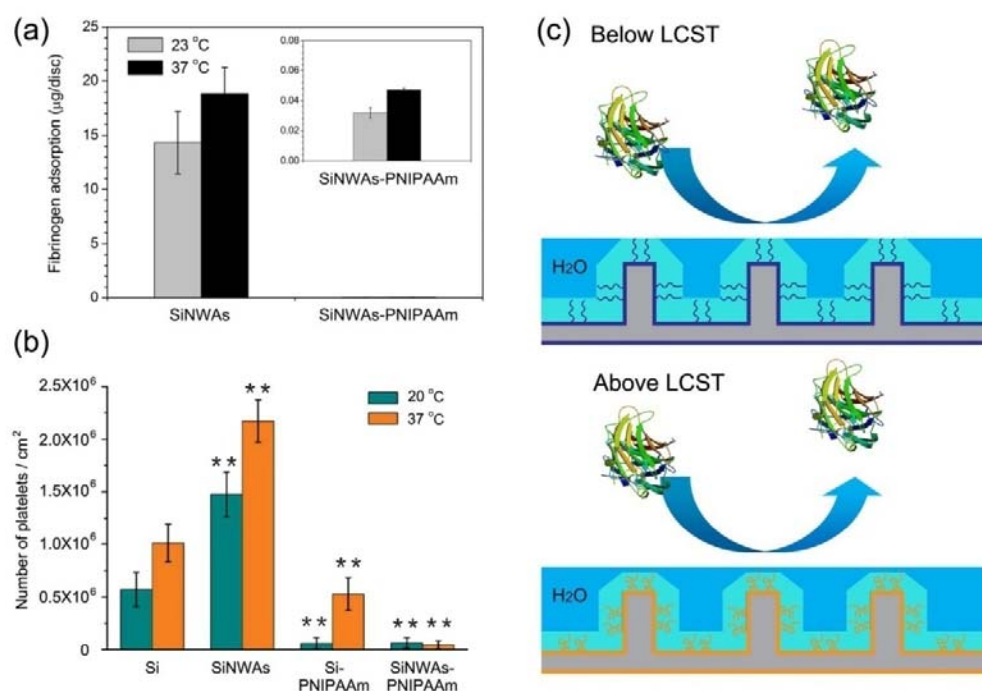 (a)
25
20
15
10
5
0
Fibrinogen adsorption (µg/disc)
23 °C
37 °C
0.08
0.06
0.04
0.02
0.00
SiNWAs-PNIPAAm
SiNWAs
SiNWAs-PNIPAAm
(b)
2.5X10⁶
2.0X10⁶
1.5X10⁶
1.0X10⁶
0.5X10⁶
0
Number of platelets / cm²
20 °C
37 °C
**
**
**
**
**
**
Si
SiNWAs
Si-
PNIPAAm
SiNWAs-
PNIPAAm
(c)
Below LCST
H₂O
Above LCST
H₂O